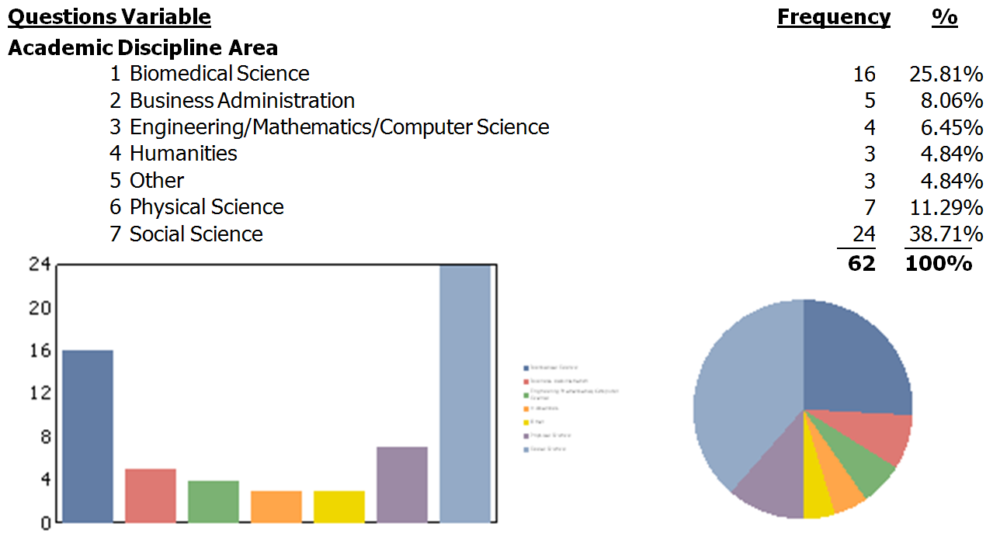 Questions Variable Frequency %
Academic Discipline Area
1 Biomedical Science 16 25.81%
2 Business Administration 5 8.06%
3 Engineering/Mathematics/Computer Science 4 6.45%
4 Humanities 3 4.84%
5 Other 3 4.84%
6 Physical Science 7 11.29%
7 Social Science 24 38.71%
62 100%
24
20
16
12
8
4
0